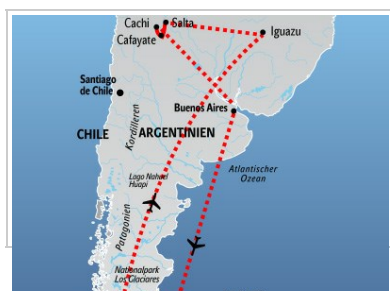 Cachi
Salta
Cafayate
Iguazu
Santiago
de Chile
Kordilleren
Buenos Aires
CHILE
ARGENTINIEN
Atlantischer
Ozean
Lago Nahuel
Huapi
Patagonien
Nationalpark
Los Glaciares